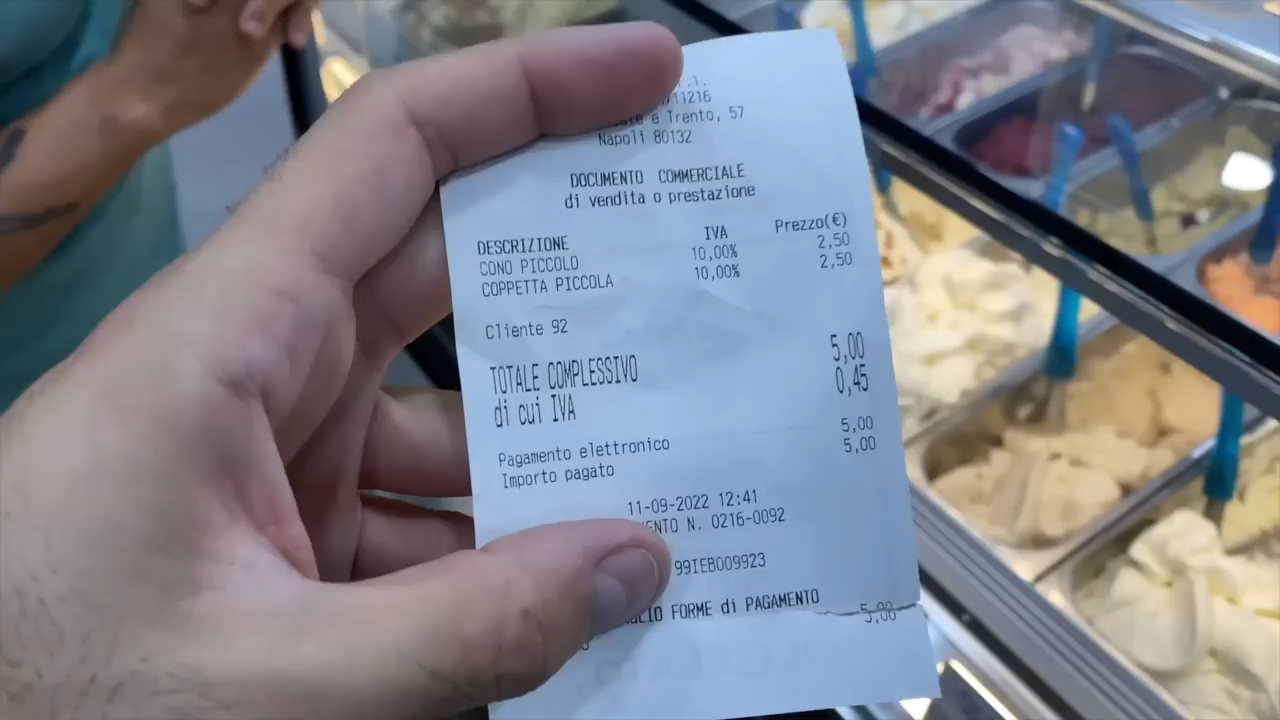 11216
e Trento, 57
Napoli 80132
DOCUMENTO COMMERCIALE
di vendita o prestazione
DESCRIZIONE IVA Prezzo(€)
CONO PICCOLO 10,00% 2,50
COPPETTA PICCOLA 10,00% 2,50
Cliente 92
TOTALE COMPLESSIVO 5,00
di cui IVA 0,45
Pagamento elettronico 5,00
Importo pagato 5,00
11-09-2022 12:41
N. 0216-0092
99IEB009923
FORME di PAGAMENTO
5,00